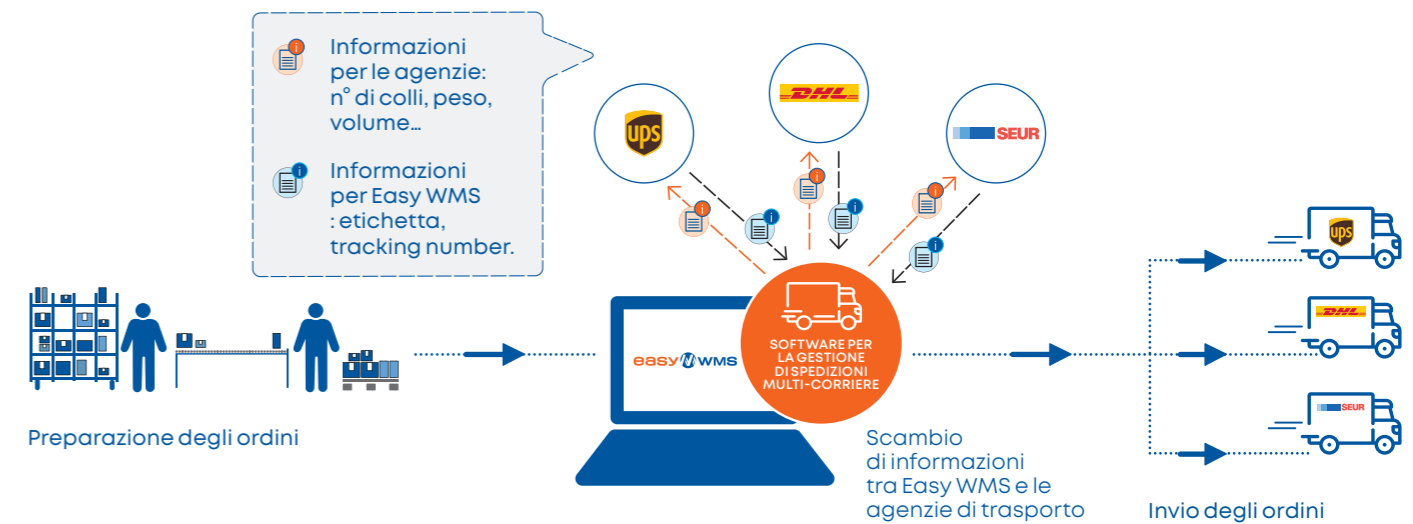 Informazioni
per le agenzie:
n° di colli, peso,
volume...
Informazioni
per Easy WMS
: etichetta,
tracking number.
ups
DHL
SEUR
i
i
i
i
i
i
i
i
easy WMS
SOFTWARE PER
LA GESTIONE
DI SPEDIZIONI
MULTI-CORRIERE
ups
DHL
SEUR
Preparazione degli ordini
Scambio
di informazioni
tra Easy WMS e le
agenzie di trasporto
Invio degli ordini